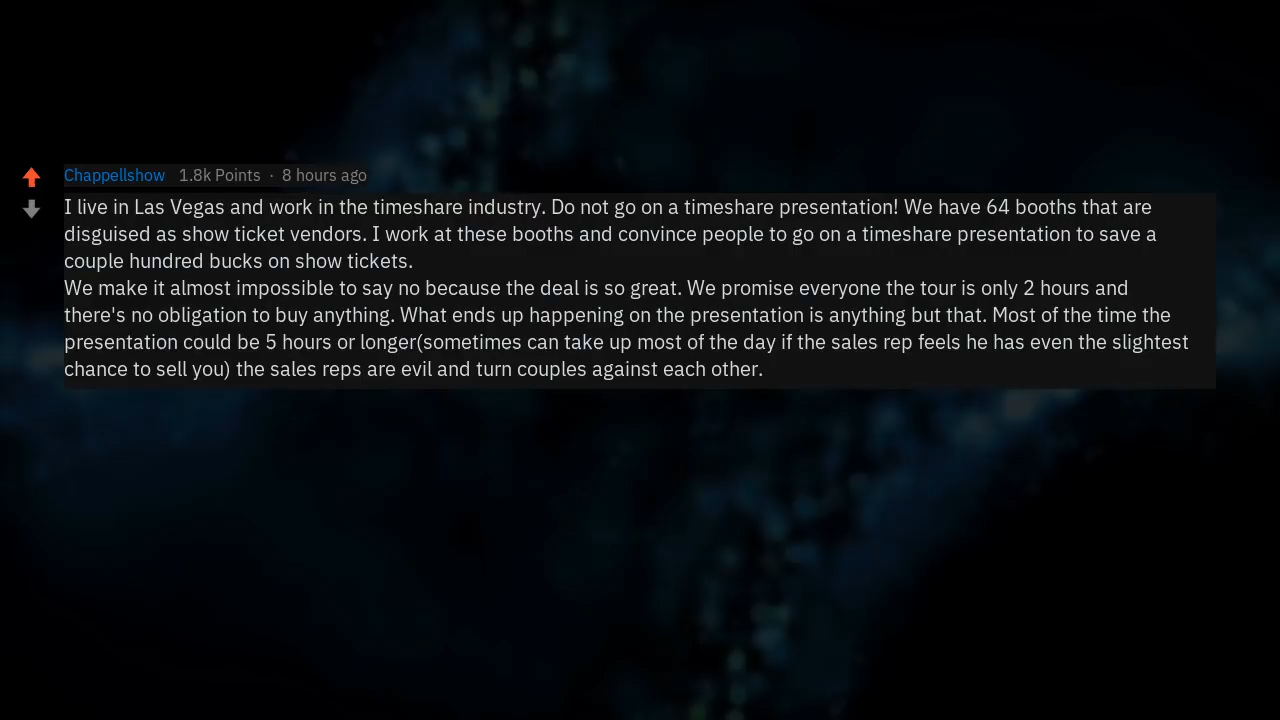 Chappellshow 1.8k Points · 8 hours ago
I live in Las Vegas and work in the timeshare industry. Do not go on a timeshare presentation! We have 64 booths that are
disguised as show ticket vendors. I work at these booths and convince people to go on a timeshare presentation to save a
couple hundred bucks on show tickets.
We make it almost impossible to say no because the deal is so great. We promise everyone the tour is only 2 hours and
there's no obligation to buy anything. What ends up happening on the presentation is anything but that. Most of the time the
presentation could be 5 hours or longer(sometimes can take up most of the day if the sales rep feels he has even the slightest
chance to sell you) the sales reps are evil and turn couples against each other.